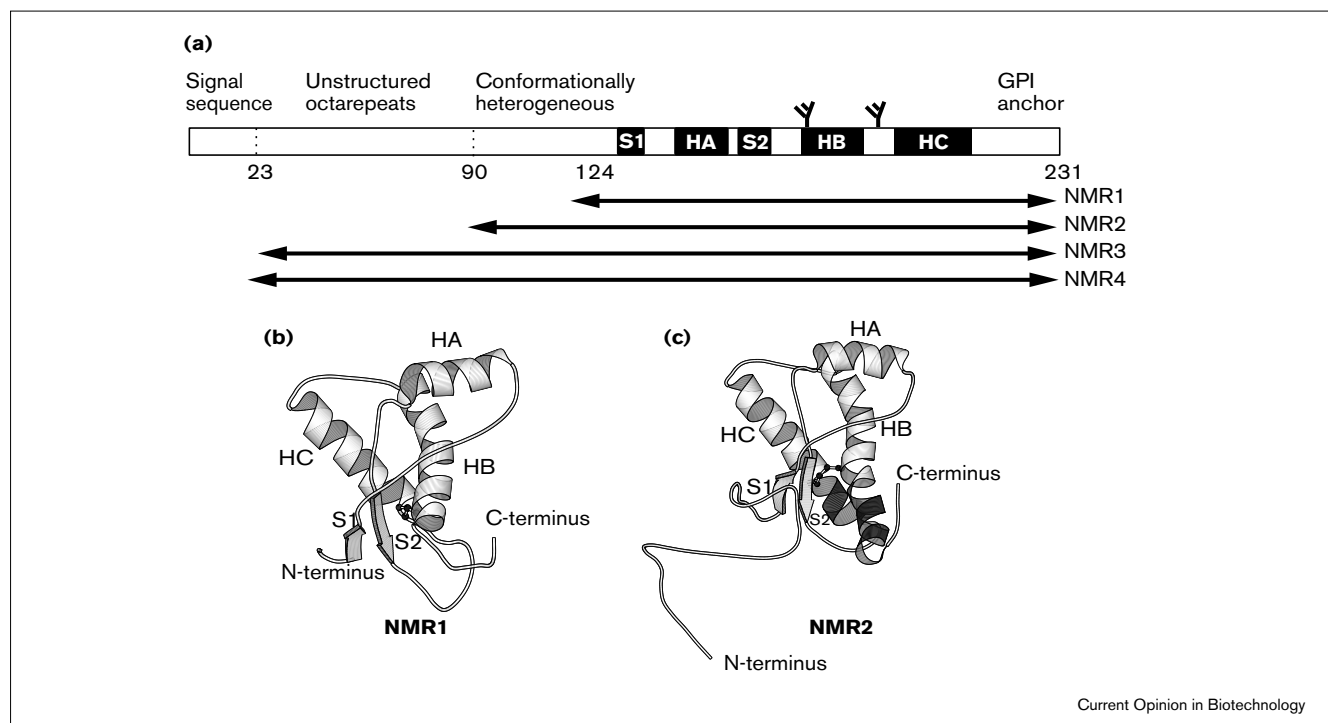 (a)
Signal sequence
Unstructured octarepeats
Conformationally heterogeneous
GPI anchor
S1 HA S2 HB HC
23 90 124 231
NMR1
NMR2
NMR3
NMR4
(b)
HA
HC
HB
S1
S2
C-terminus
N-terminus
NMR1
(c)
HA
HC
HB
C-terminus
S1
S2
NMR2
N-terminus
Current Opinion in Biotechnology